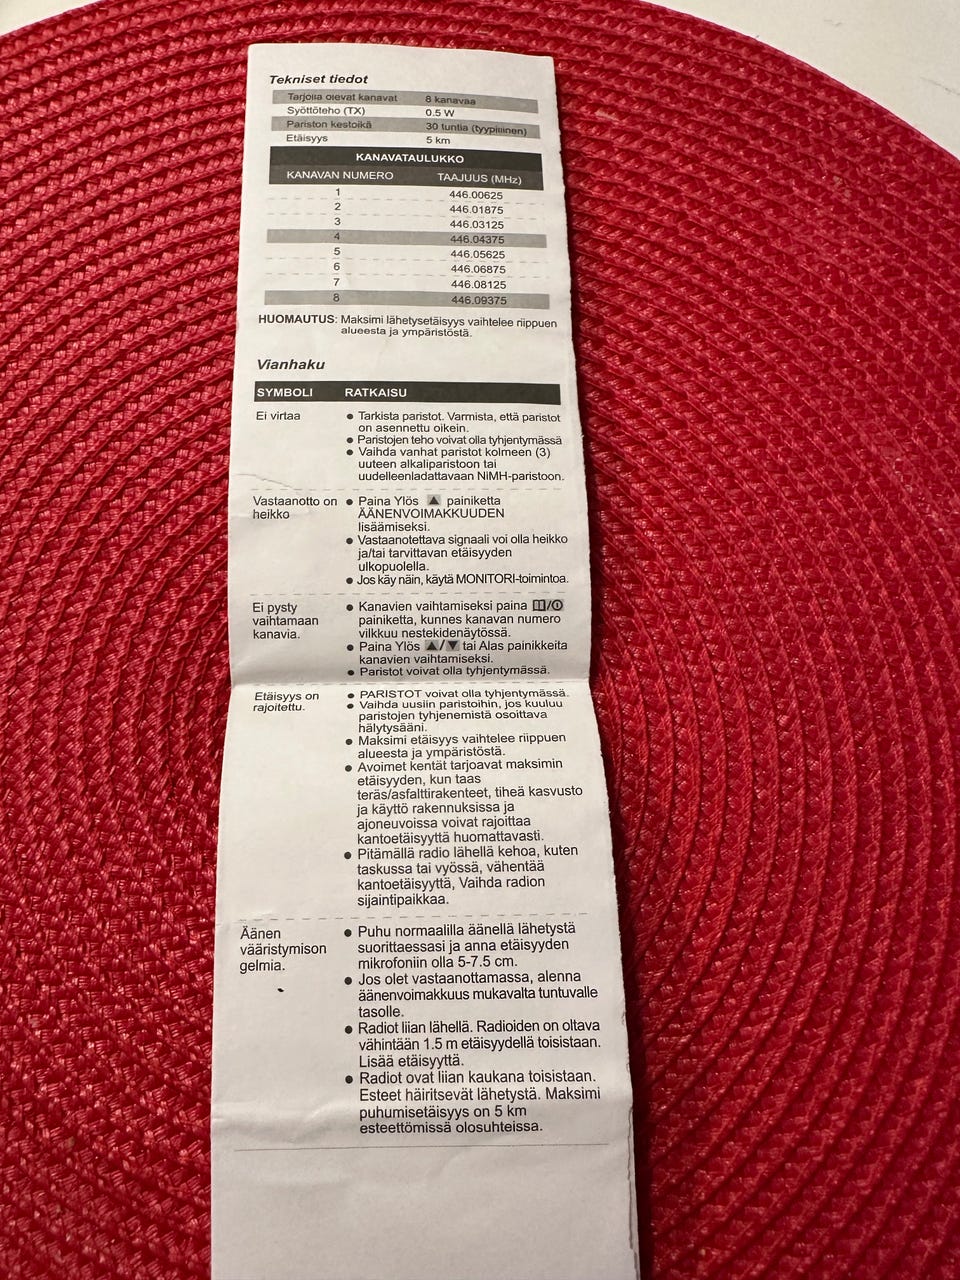 Tekniset tiedot
Tarjolla olevat kanavat 8 kanavaa
Syöttöteho (TX) 0.5 W
Pariston kestoikä 30 tuntia (tyypillinen)
Etäisyys 5 km
KANAVATAULUKKO
KANAVAN NUMERO TAAJUUS (MHz)
1 446.00625
2 446.01875
3 446.03125
4 446.04375
5 446.05625
6 446.06875
7 446.08125
8 446.09375
HUOMAUTUS: Maksimi lähetysetäisyys vaihtelee riippuen
alueesta ja ympäristöstä.
Vianhaku
SYMBOLI RATKAISU
Ei virtaa
● Tarkista paristot. Varmista, että paristot
on asennettu oikein.
● Paristojen teho voivat olla tyhjentymässä
● Vaihda vanhat paristot kolmeen (3)
uuteen alkaliparistoon tai
uudelleenladattavaan NiMH-paristoon.
Vastaanotto on
heikko
● Paina Ylös ▲ painiketta
ÄÄNENVOIMAKKUUDEN
lisäämiseksi.
● Vastaanotettava signaali voi olla heikko
ja/tai tarvittavan etäisyyden
ulkopuolella.
● Jos käy näin, käytä MONITORI-toimintoa.
Ei pysty
vaihtamaan
kanavia.
● Kanavien vaihtamiseksi paina /
painiketta, kunnes kanavan numero
vilkkuu nestekidenäytössä.
● Paina Ylös ▲/▼ tai Alas painikkeita
kanavien vaihtamiseksi.
● Paristot voivat olla tyhjentymässä.
Etäisyys on
rajoitettu.
● PARISTOT voivat olla tyhjentymässä.
● Vaihda uusiin paristoihin, jos kuuluu
paristojen tyhjenemistä osoittava
hälytysääni.
● Maksimi etäisyys vaihtelee riippuen
alueesta ja ympäristöstä.
● Avoimet kentät tarjoavat maksimin
etäisyyden, kun taas
teräs/asfalttirakenteet, tiheä kasvusto
ja käyttö rakennuksissa ja
ajoneuvoissa voivat rajoittaa
kantoetäisyyttä huomattavasti.
● Pitämällä radio lähellä kehoa, kuten
taskussa tai vyössä, vähentää
kantoetäisyyttä, Vaihda radion
sijaintipaikkaa.
Äänen
vääristymison
gelmia.
● Puhu normaalilla äänellä lähetystä
suorittaessasi ja anna etäisyyden
mikrofoniin olla 5-7.5 cm.
● Jos olet vastaanottamassa, alenna
äänenvoimakkuus mukavalta tuntuvalle
tasolle.
● Radiot liian lähellä. Radioiden on oltava
vähintään 1.5 m etäisyydellä toisistaan.
Lisää etäisyyttä.
● Radiot ovat liian kaukana toisistaan.
Esteet häiritsevät lähetystä. Maksimi
puhumisetäisyys on 5 km
esteettömissä olosuhteissa.